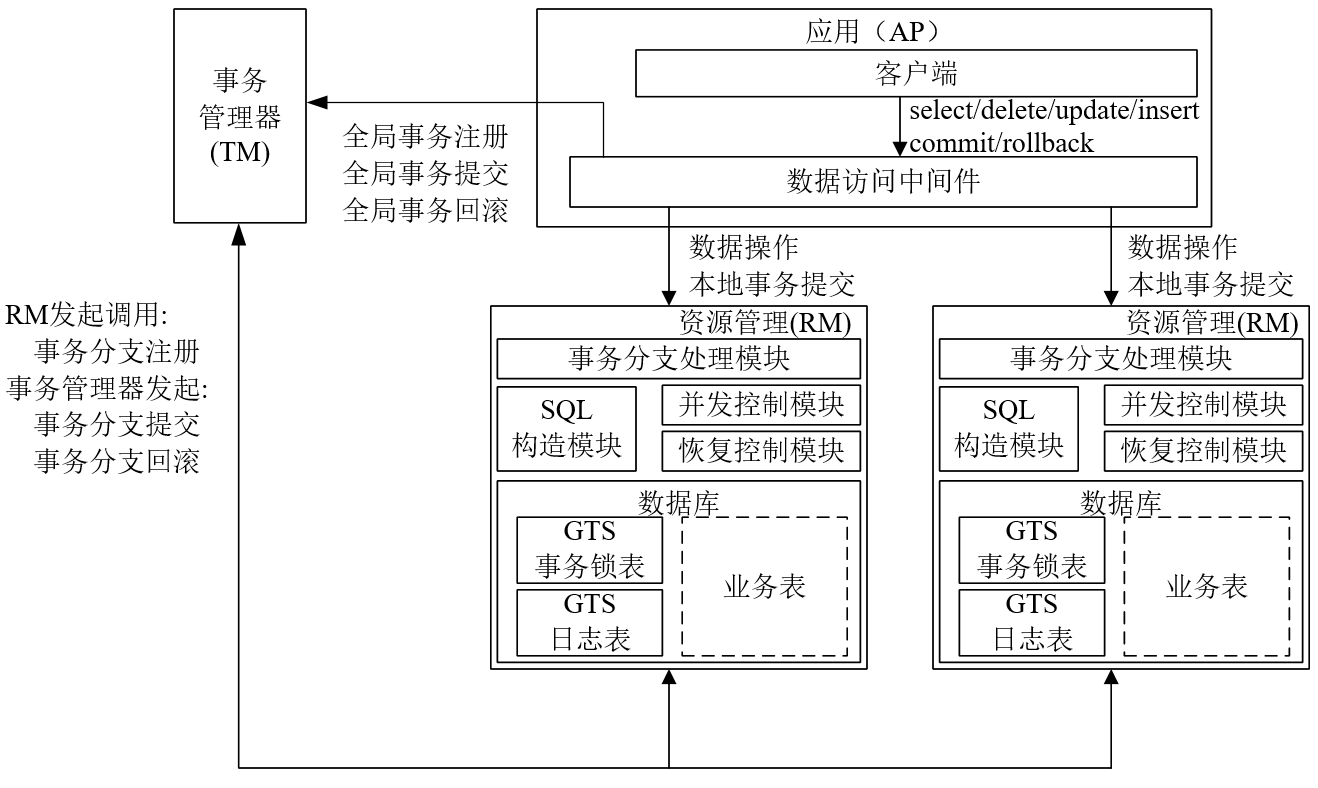 事务
管理器
(TM)
应用（AP）
客户端
select/delete/update/insert
commit/rollback
数据访问中间件
全局事务注册
全局事务提交
全局事务回滚
数据操作
本地事务提交
数据操作
本地事务提交
RM发起调用:
事务分支注册
事务管理器发起:
事务分支提交
事务分支回滚
资源管理(RM)
事务分支处理模块
SQL
构造模块
并发控制模块
恢复控制模块
数据库
GTS
事务锁表
GTS
日志表
业务表
资源管理(RM)
事务分支处理模块
SQL
构造模块
并发控制模块
恢复控制模块
数据库
GTS
事务锁表
GTS
日志表
业务表